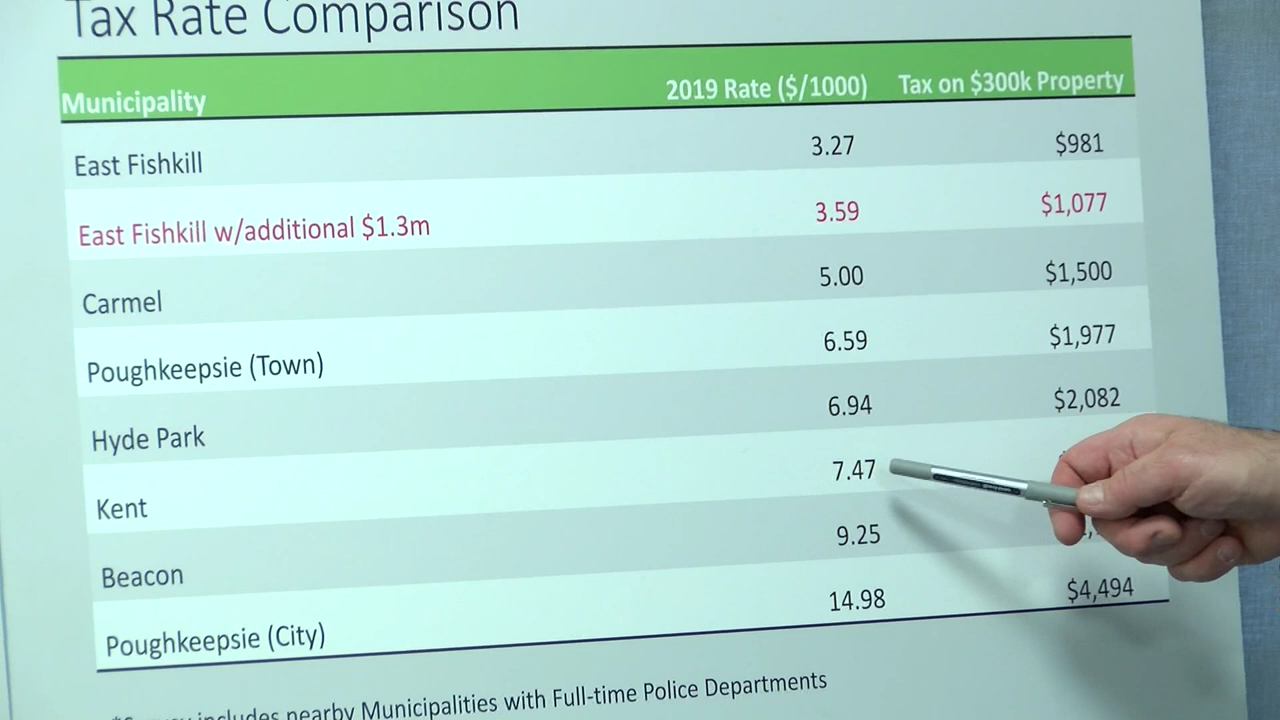 Tax Rate Comparison
Municipality 2019 Rate ($/1000) Tax on $300k Property
East Fishkill 3.27 $981
East Fishkill w/additional $1.3m 3.59 $1,077
Carmel 5.00 $1,500
Poughkeepsie (Town) 6.59 $1,977
Hyde Park 6.94 $2,082
Kent 7.47
Beacon 9.25
Poughkeepsie (City) 14.98 $4,494
includes nearby Municipalities with Full-time Police Departments